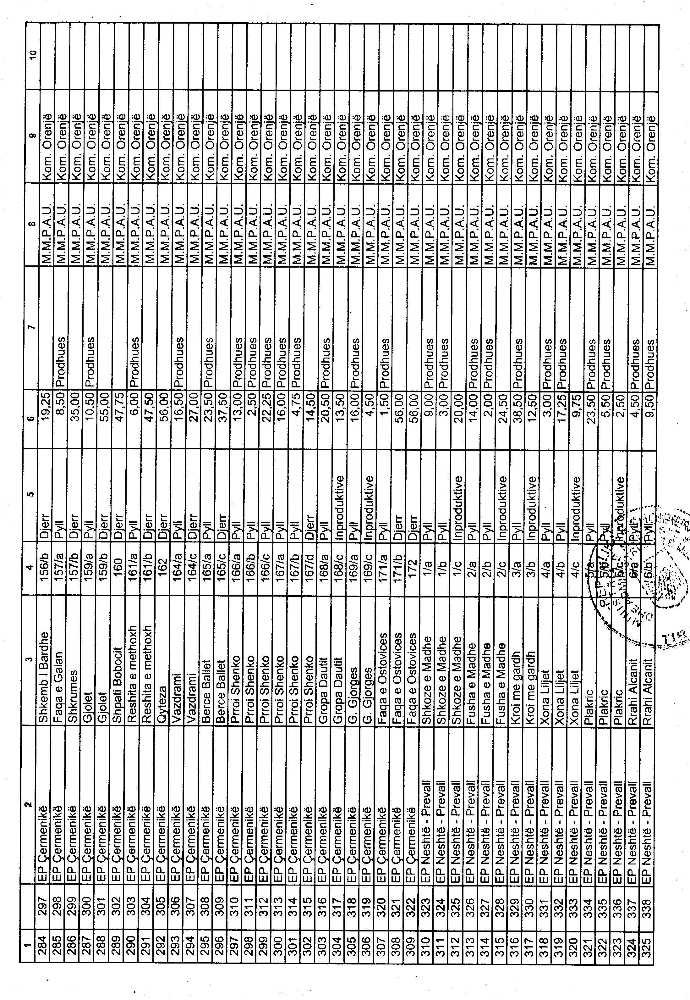 1 2 3 4 5 6 7 8 9 10
284 297 EP Çermenikë Shkemb I Bardhe 156/b Djerr 19,25 M.M.P.A.U. Kom. Orenjë
285 298 EP Çermenikë Faqa e Galan 157/a Pyll 8,50 Prodhues M.M.P.A.U. Kom. Orenjë
286 299 EP Çermenikë Shkrumes 157/b Djerr 35,00 M.M.P.A.U. Kom. Orenjë
287 300 EP Çermenikë Gjolet 159/a Pyll 10,50 Prodhues M.M.P.A.U. Kom. Orenjë
288 301 EP Çermenikë Gjolet 159/b Djerr 55,00 M.M.P.A.U. Kom. Orenjë
289 302 EP Çermenikë Shpati Bobocit 160 Djerr 47,75 M.M.P.A.U. Kom. Orenjë
290 303 EP Çermenikë Reshita e methoxh 161/a Pyll 6,00 Prodhues M.M.P.A.U. Kom. Orenjë
291 304 EP Çermenikë Reshita e methoxh 161/b Djerr 47,50 M.M.P.A.U. Kom. Orenjë
292 305 EP Çermenikë Qyteza 162 Djerr 56,00 M.M.P.A.U. Kom. Orenjë
293 306 EP Çermenikë Vazdrami 164/a Pyll 16,50 Prodhues M.M.P.A.U. Kom. Orenjë
294 307 EP Çermenikë Vazdrami 164/c Djerr 27,00 M.M.P.A.U. Kom. Orenjë
295 308 EP Çermenikë Berce Ballet 165/a Pyll 23,50 Prodhues M.M.P.A.U. Kom. Orenjë
296 309 EP Çermenikë Berce Ballet 165/c Djerr 37,50 M.M.P.A.U. Kom. Orenjë
297 310 EP Çermenikë Prroi Shenko 166/a Pyll 13,00 Prodhues M.M.P.A.U. Kom. Orenjë
298 311 EP Çermenikë Prroi Shenko 166/b Pyll 2,50 Prodhues M.M.P.A.U. Kom. Orenjë
299 312 EP Çermenikë Prroi Shenko 166/c Pyll 22,25 Prodhues M.M.P.A.U. Kom. Orenjë
300 313 EP Çermenikë Prroi Shenko 167/a Pyll 16,00 Prodhues M.M.P.A.U. Kom. Orenjë
301 314 EP Çermenikë Prroi Shenko 167/b Pyll 4,75 Prodhues M.M.P.A.U. Kom. Orenjë
302 315 EP Çermenikë Prroi Shenko 167/d Djerr 14,50 M.M.P.A.U. Kom. Orenjë
303 316 EP Çermenikë Gropa Dautit 168/a Pyll 20,50 Prodhues M.M.P.A.U. Kom. Orenjë
304 317 EP Çermenikë Gropa Dautit 168/c Inproduktive 13,50 M.M.P.A.U. Kom. Orenjë
305 318 EP Çermenikë G. Gjorges 169/a Pyll 16,00 Prodhues M.M.P.A.U. Kom. Orenjë
306 319 EP Çermenikë G. Gjorges 169/c Inproduktive 4,50 M.M.P.A.U. Kom. Orenjë
307 320 EP Çermenikë Faqa e Ostovices 171/a Pyll 1,50 Prodhues M.M.P.A.U. Kom. Orenjë
308 321 EP Çermenikë Faqa e Ostovices 171/b Djerr 56,00 M.M.P.A.U. Kom. Orenjë
309 322 EP Çermenikë Faqa e Ostovices 172 Djerr 56,00 M.M.P.A.U. Kom. Orenjë
310 323 EP Neshtë - Prevall Shkoze e Madhe 1/a Pyll 9,00 Prodhues M.M.P.A.U. Kom. Orenjë
311 324 EP Neshtë - Prevall Shkoze e Madhe 1/b Pyll 3,00 Prodhues M.M.P.A.U. Kom. Orenjë
312 325 EP Neshtë - Prevall Shkoze e Madhe 1/c Inproduktive 20,00 M.M.P.A.U. Kom. Orenjë
313 326 EP Neshtë - Prevall Fusha e Madhe 2/a Pyll 14,00 Prodhues M.M.P.A.U. Kom. Orenjë
314 327 EP Neshtë - Prevall Fusha e Madhe 2/b Pyll 2,00 Prodhues M.M.P.A.U. Kom. Orenjë
315 328 EP Neshtë - Prevall Fusha e Madhe 2/c Inproduktive 24,50 M.M.P.A.U. Kom. Orenjë
316 329 EP Neshtë - Prevall Kroi me gardh 3/a Pyll 38,50 Prodhues M.M.P.A.U. Kom. Orenjë
317 330 EP Neshtë - Prevall Kroi me gardh 3/b Inproduktive 12,50 M.M.P.A.U. Kom. Orenjë
318 331 EP Neshtë - Prevall Xona Liljet 4/a Pyll 3,00 Prodhues M.M.P.A.U. Kom. Orenjë
319 332 EP Neshtë - Prevall Xona Liljet 4/b Pyll 17,25 Prodhues M.M.P.A.U. Kom. Orenjë
320 333 EP Neshtë - Prevall Xona Liljet 4/c Inproduktive 9,75 M.M.P.A.U. Kom. Orenjë
321 334 EP Neshtë - Prevall Plakric 5/a Pyll 23,50 Prodhues M.M.P.A.U. Kom. Orenjë
322 335 EP Neshtë - Prevall Plakric 5/b Pyll 5,50 Prodhues M.M.P.A.U. Kom. Orenjë
323 336 EP Neshtë - Prevall Plakric 5/c Inproduktive 2,50 M.M.P.A.U. Kom. Orenjë
324 337 EP Neshtë - Prevall Rrahi Alcanit 6/a Pyll 4,50 Prodhues M.M.P.A.U. Kom. Orenjë
325 338 EP Neshtë - Prevall Rrahi Alcanit 6/b Pyll 9,50 Prodhues M.M.P.A.U. Kom. Orenjë